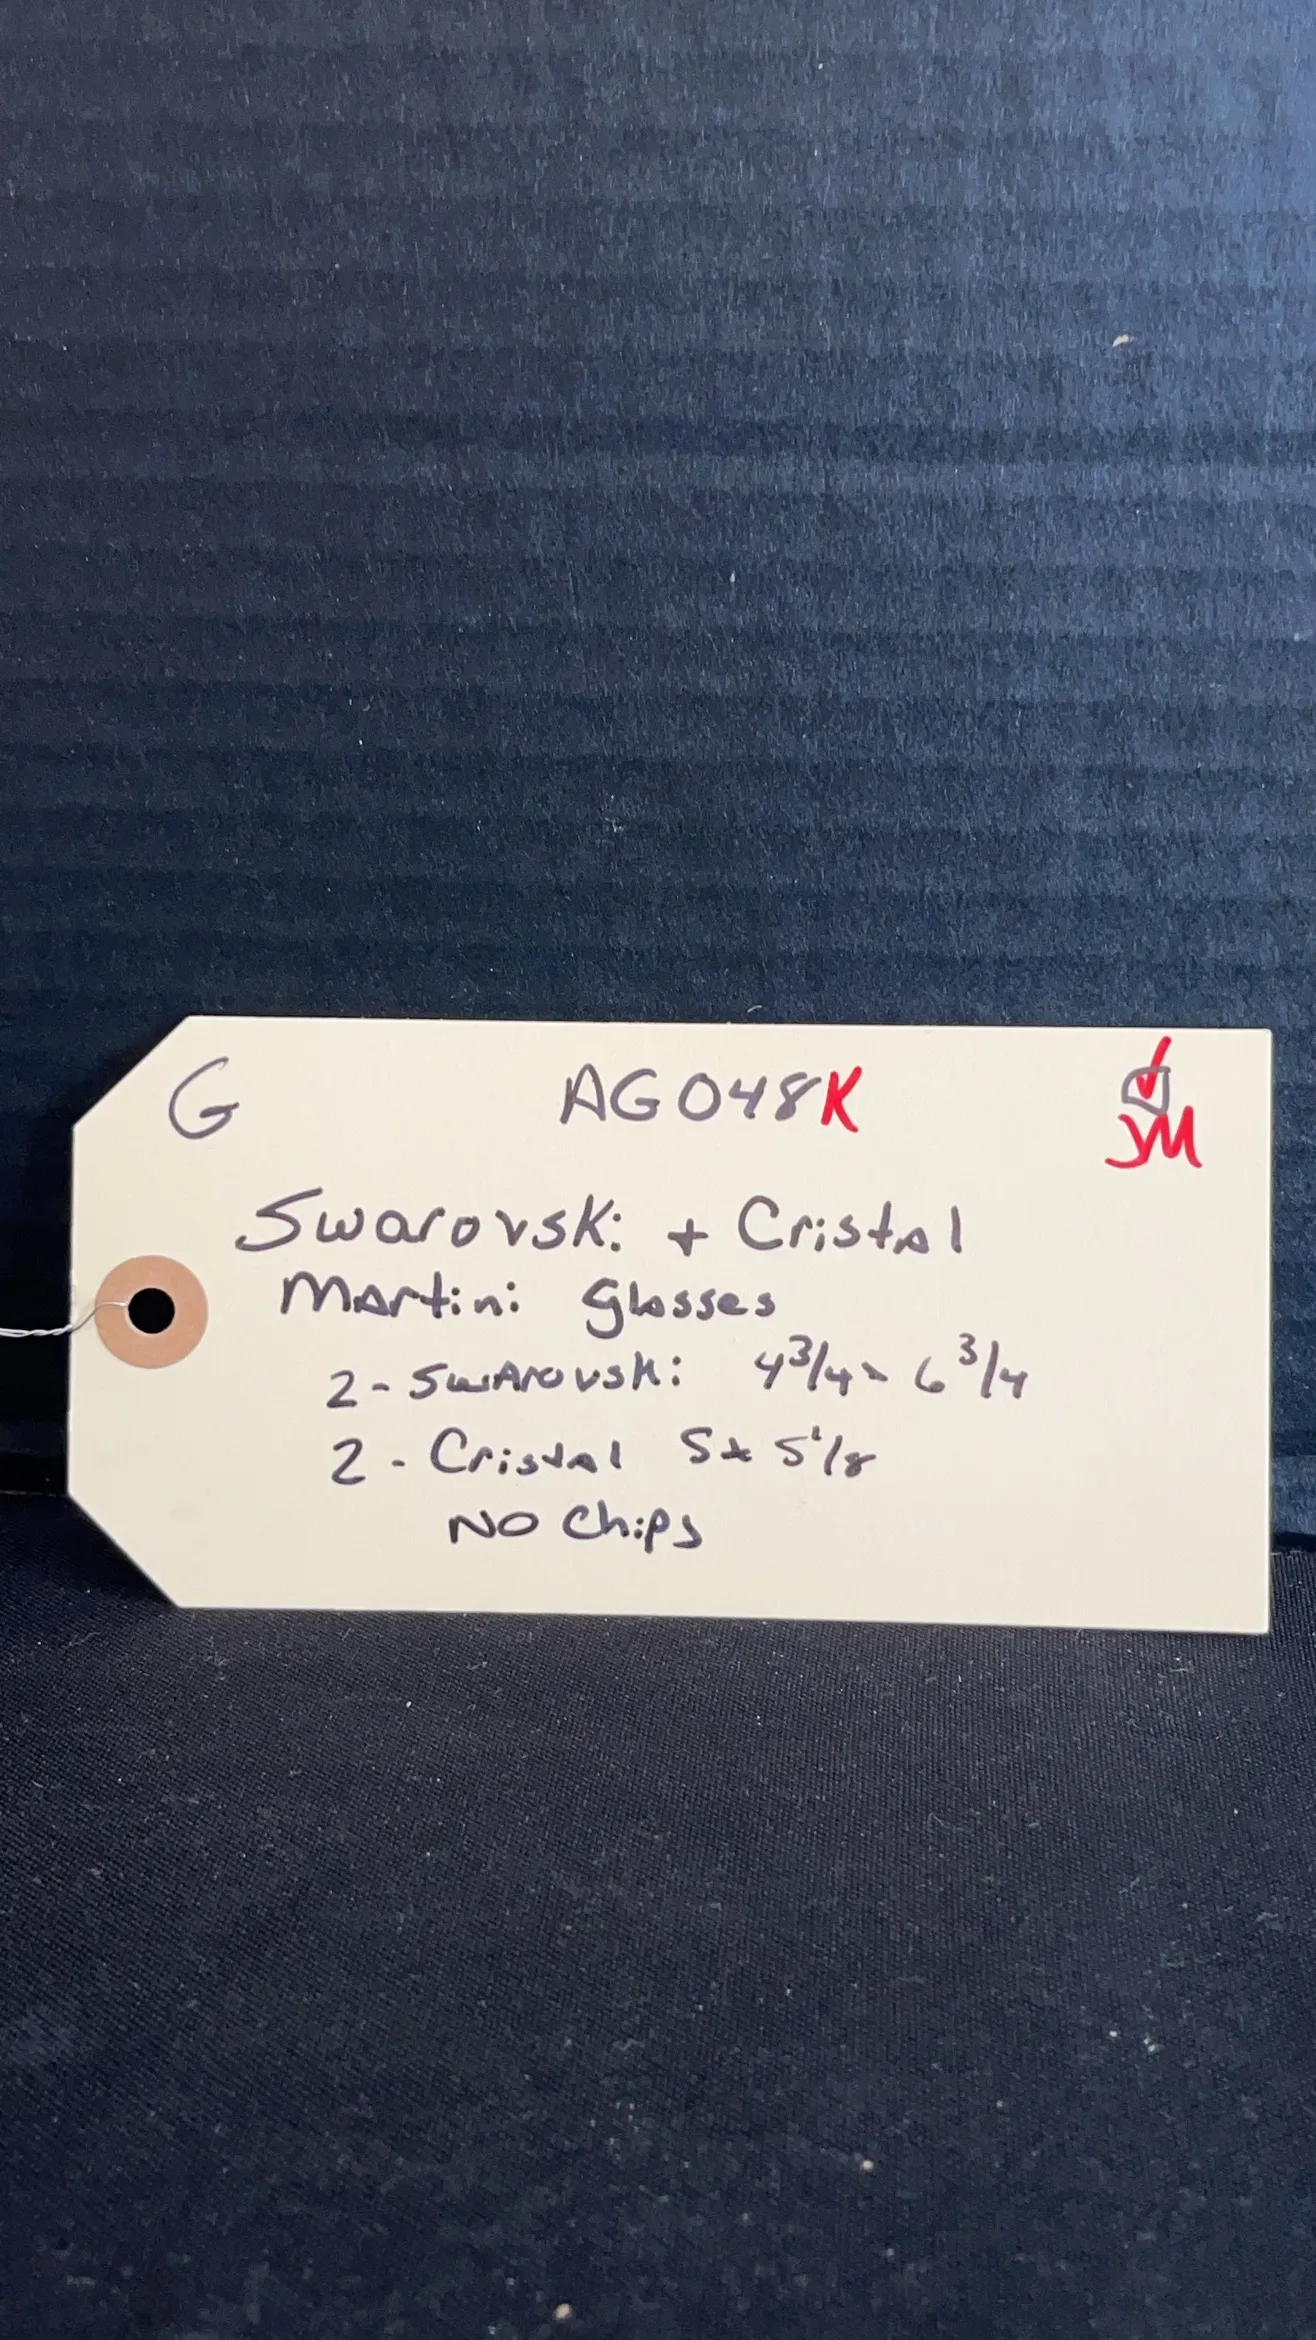 G AG048K JM
Swarovski + Cristal
Martini glasses
2 - Swarovski 4 3/4 x 6 3/4
2 - Cristal 5 x 5 1/8
NO Chips